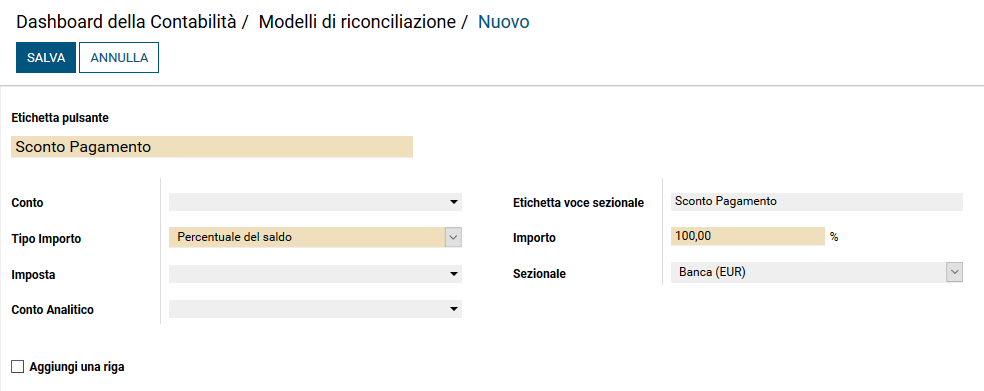 Dashboard della Contabilità / Modelli di riconciliazione / Nuovo
SALVA ANNULLA
Etichetta pulsante
Sconto Pagamento
Conto
Etichetta voce sezionale Sconto Pagamento
Tipo Importo Percentuale del saldo
Importo 100,00 %
Imposta
Sezionale Banca (EUR)
Conto Analitico
Aggiungi una riga